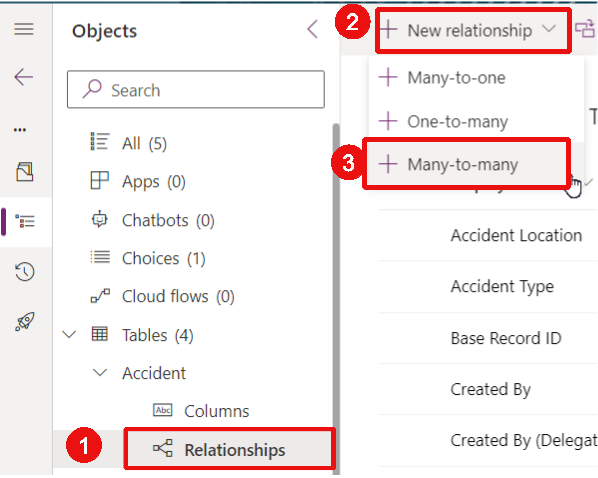 Objects
Search
All (5)
Apps (0)
Chatbots (0)
Choices (1)
Cloud flows (0)
Tables (4)
Accident
Abc Columns
1 Relationships
2 New relationship
Many-to-one
One-to-many
3 Many-to-many
T
Accident Location
Accident Type
Base Record ID
Created By
Created By (Delegat